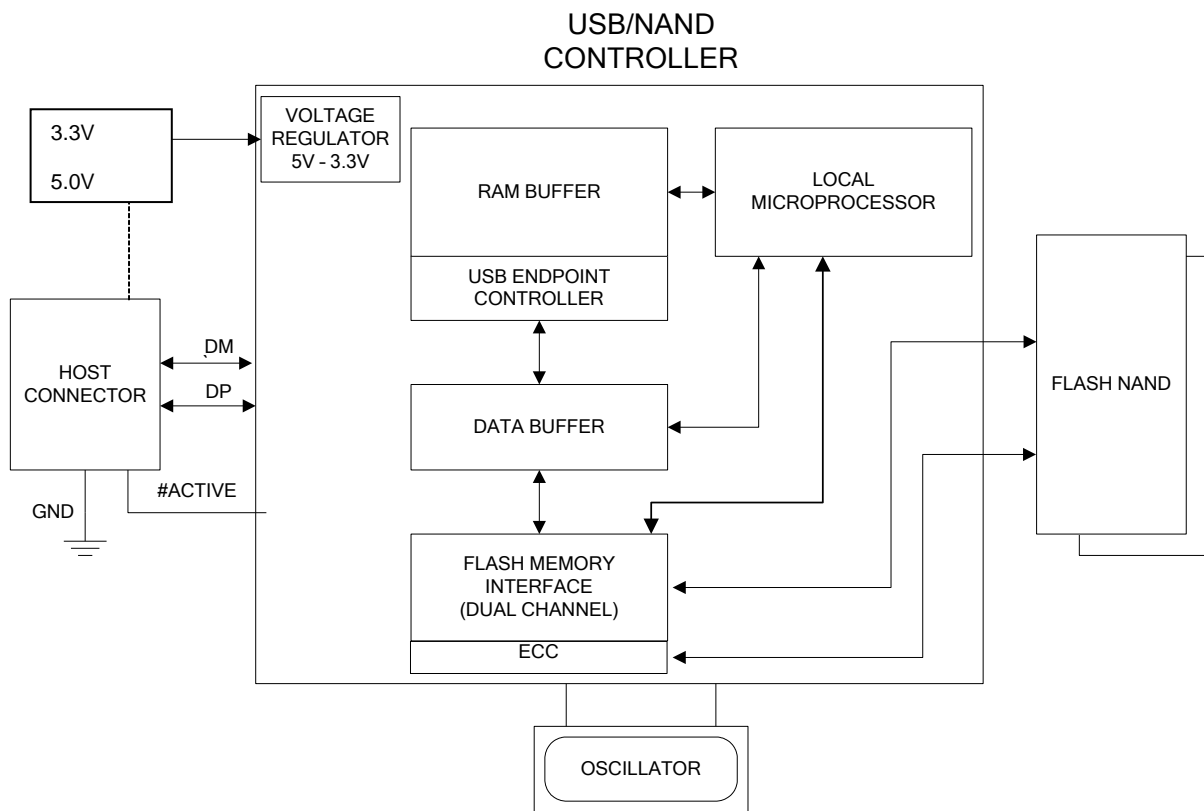 USB/NAND
CONTROLLER
3.3V
5.0V
VOLTAGE
REGULATOR
5V - 3.3V
RAM BUFFER
LOCAL
MICROPROCESSOR
USB ENDPOINT
CONTROLLER
HOST
CONNECTOR
DM
DP
DATA BUFFER
FLASH NAND
#ACTIVE
GND
FLASH MEMORY
INTERFACE
(DUAL CHANNEL)
ECC
OSCILLATOR